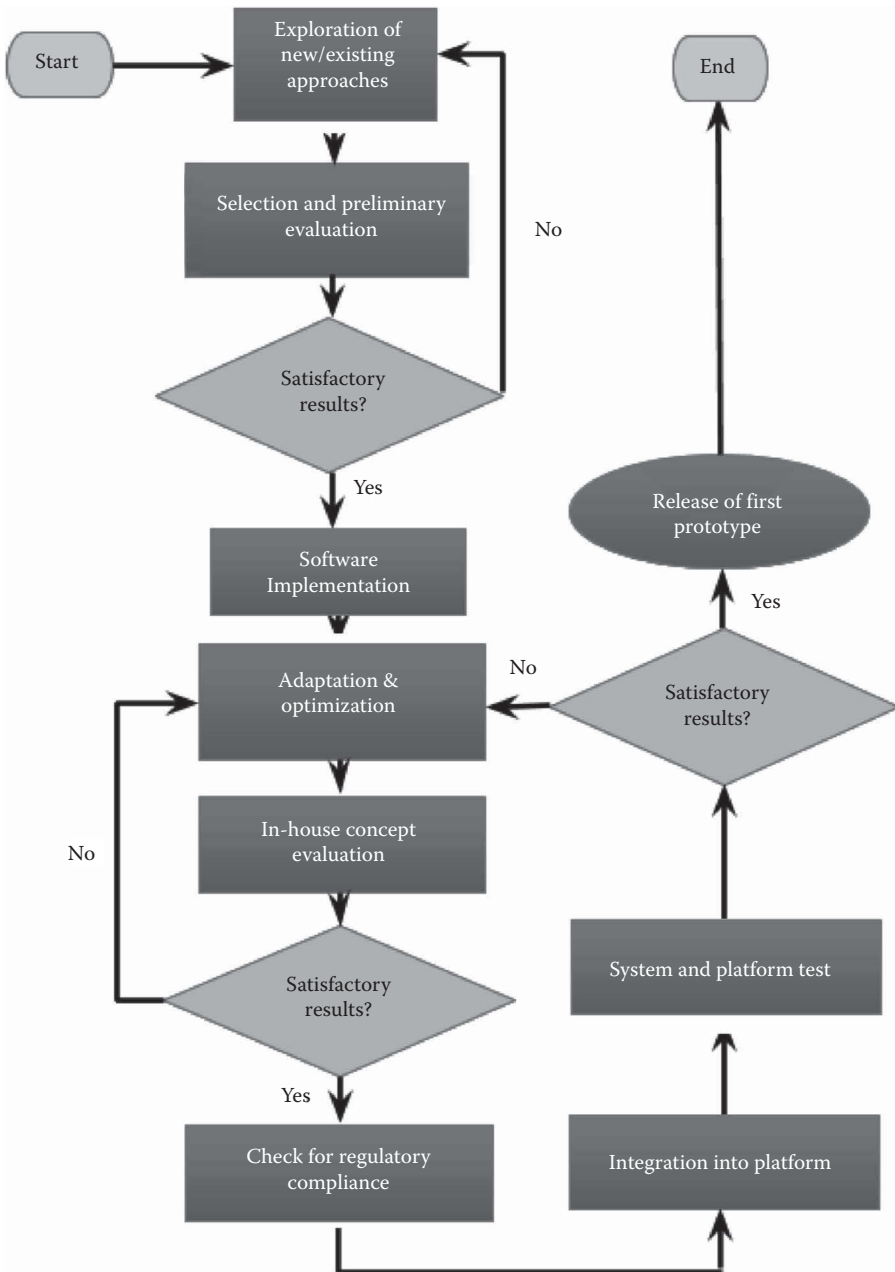 Start
Exploration of
new/existing
approaches
Selection and preliminary
evaluation
No
Satisfactory
results?
Yes
Software
Implementation
Adaptation &
optimization
In-house concept
evaluation
No
Satisfactory
results?
Yes
Check for regulatory
compliance
Integration into platform
System and platform test
Satisfactory
results?
No
Yes
Release of first
prototype
End